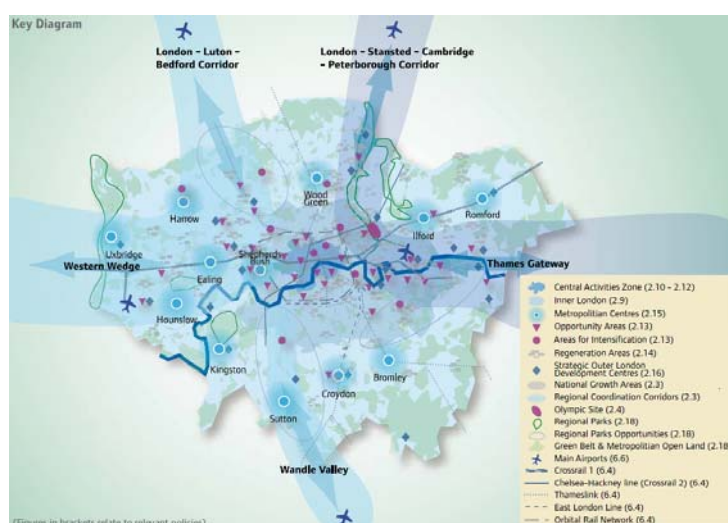 Key Diagram
London – Luton –
Bedford Corridor
London – Stansted – Cambridge
– Peterborough Corridor
Wood
Green
Harrow
Romford
Ilford
Uxbridge
Shepherds
Bush
Western Wedge
Ealing
Thames Gateway
Hounslow
Kingston
Bromley
Croydon
Sutton
Wandle Valley
Central Activities Zone (2.10 – 2.12)
Inner London (2.9)
Metropolitan Centres (2.15)
Opportunity Areas (2.13)
Areas for Intensification (2.13)
Regeneration Areas (2.14)
Strategic Outer London
Development Centres (2.16)
National Growth Areas (2.3)
Regional Coordination Corridors (2.3)
Olympic Site (2.4)
Regional Parks (2.18)
Regional Parks Opportunities (2.18)
Green Belt & Metropolitan Open Land (2.18
Main Airports (6.6)
Crossrail 1 (6.4)
Chelsea–Hackney line (Crossrail 2) (6.4)
Thameslink (6.4)
East London Line (6.4)
Orbital Rail Network (6.4)
(Figures in brackets relate to relevant policies)